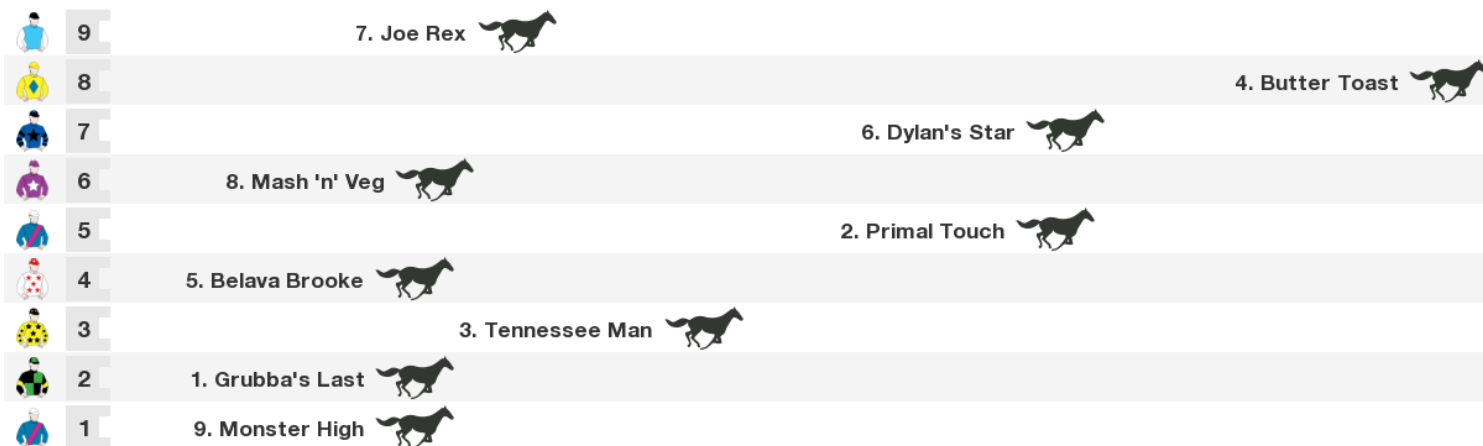 9 7. Joe Rex
8 4. Butter Toast
7 6. Dylan's Star
6 8. Mash 'n' Veg
5 2. Primal Touch
4 5. Belava Brooke
3 3. Tennessee Man
2 1. Grubba's Last
1 9. Monster High